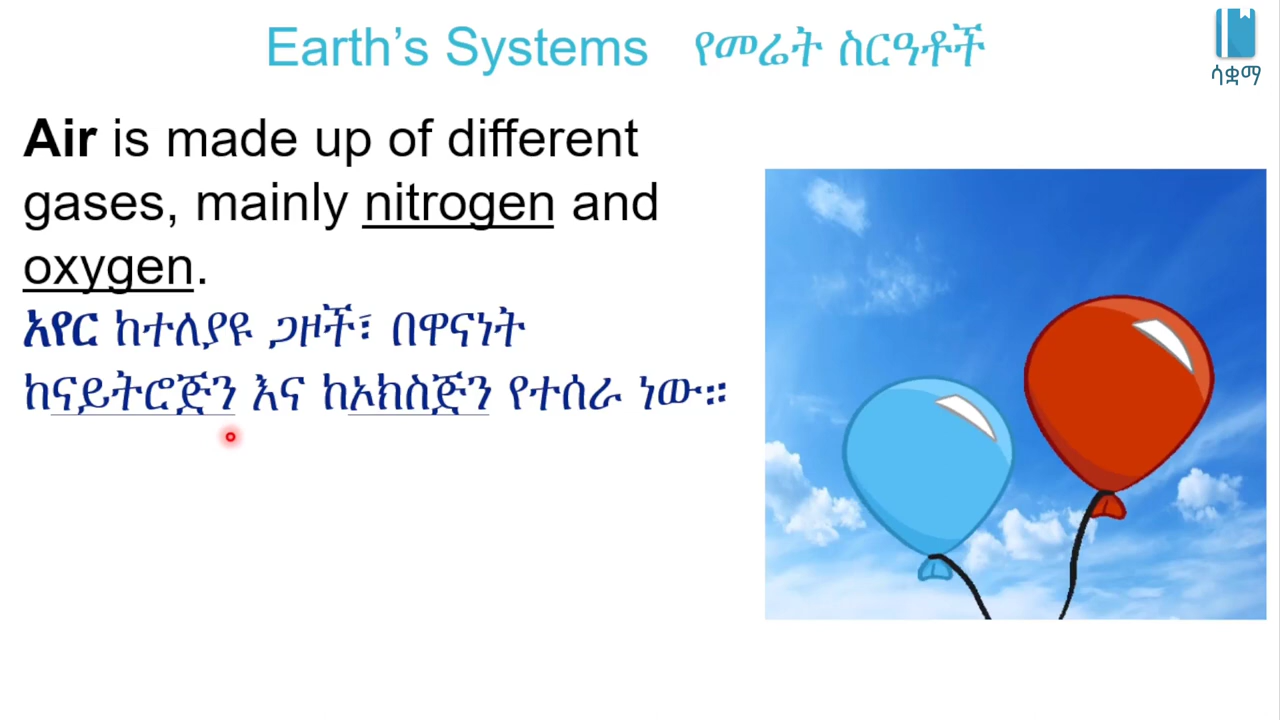 Earth’s Systems የመሬት ስርዓቶች
ሳቋማ
Air is made up of different
gases, mainly nitrogen and
oxygen.
አየር ከተለያዩ ጋዞች፣ በዋናነት
ከናይትሮጅን እና ከኦክስጅን የተሰራ ነው።